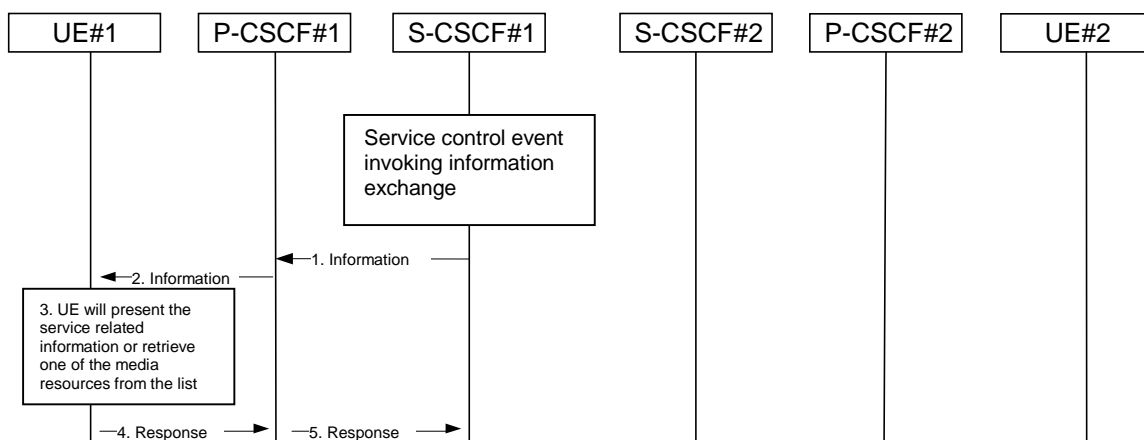 UE#1
P-CSCF#1
S-CSCF#1
S-CSCF#2
P-CSCF#2
UE#2
Service control event
invoking information
exchange
1. Information
2. Information
3. UE will present the
service related
information or retrieve
one of the media
resources from the list
4. Response
5. Response